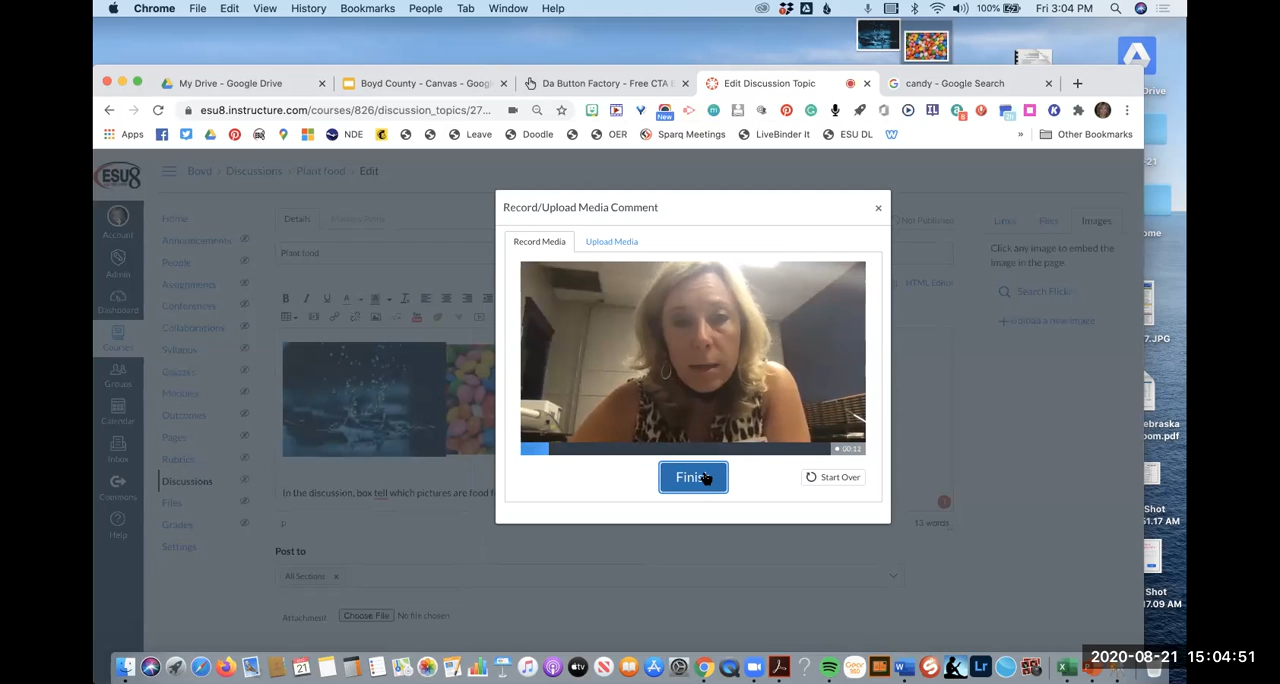 Chrome File Edit View History Bookmarks People Tab Window Help 100% Fri 3:04 PM
My Drive - Google Drive × Boyd County - Canvas - Goog × Da Button Factory - Free CTA × Edit Discussion Topic × candy - Google Search × +
esu8.instructure.com/courses/826/discussion_topics/27... New
Apps NDE Leave Doodle OER Sparq Meetings LiveBinder It ESU DL » Other Bookmarks
Drive
-21
ome
7.JPG
ebraska
oom.pdf
Shot
51.17 AM
Shot
17.09 AM
ESU8
Account
Admin
Dashboard
Courses
Groups
Calendar
Inbox
Commons
Help
Boyd > Discussions > Plant food > Edit
Home
Announcements
People
Assignments
Conferences
Collaborations
Syllabus
Quizzes
Modules
Outcomes
Pages
Rubrics
Discussions
Files
Grades
Settings
Details Mastery Paths
Not Published
Plant food
B I U A
HTML Editor
Record/Upload Media Comment ×
Record Media Upload Media
00:12
Start Over
In the discussion, box tell which pictures are food f
p
13 words
Links Files Images
Click any image to embed the
image in the page.
Search Flickr
+ Upload a new image
Post to
All Sections ×
Attachment Choose File No file chosen
2020-08-21 15:04:51